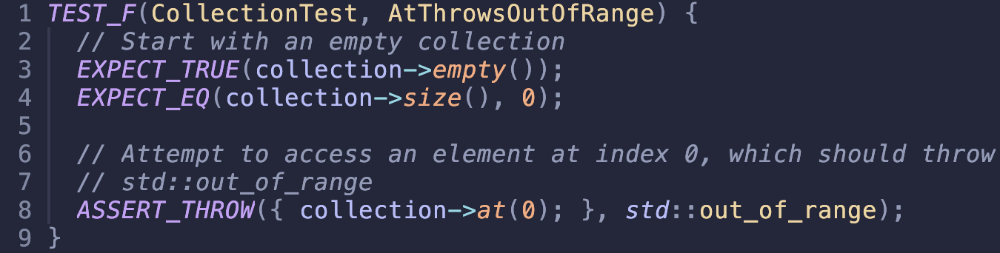 1 TEST_F(CollectionTest, AtThrowsOutOfRange) {
2 // Start with an empty collection
3 EXPECT_TRUE(collection->empty());
4 EXPECT_EQ(collection->size(), 0);
5
6 // Attempt to access an element at index 0, which should throw
7 // std::out_of_range
8 ASSERT_THROW({ collection->at(0); }, std::out_of_range);
9 }